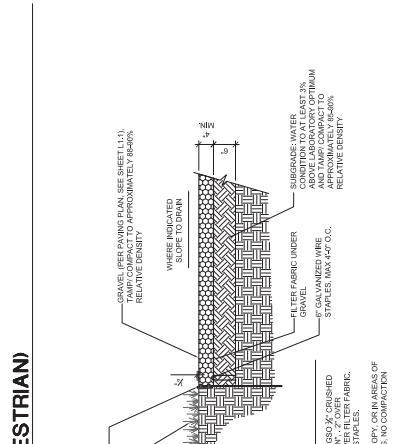 ESTRIAN)
GRAVEL (PER PAVING PLAN, SEE SHEET L1.1),
TAMP/ COMPACT TO APPROXIMATELY 88-90%
RELATIVE DENSITY
WHERE INDICATED
SLOPE TO DRAIN
4"
MIN.
6"
SUBGRADE: WATER
CONDITION TO AT LEAST 3%
ABOVE LABORATORY OPTIMUM
AND TAMP/ COMPACT TO
APPROXIMATELY 85-90%
RELATIVE DENSITY
FILTER FABRIC UNDER
GRAVEL
6" GALVANIZED WIRE
STAPLES, MAX 4'-0" O.C.
GSO ⅜" CRUSHED
N", - 2" OVER
ER FILTER FABRIC.
STAPLES.
OPY, OR IN AREAS OF
S. NO COMPACTION